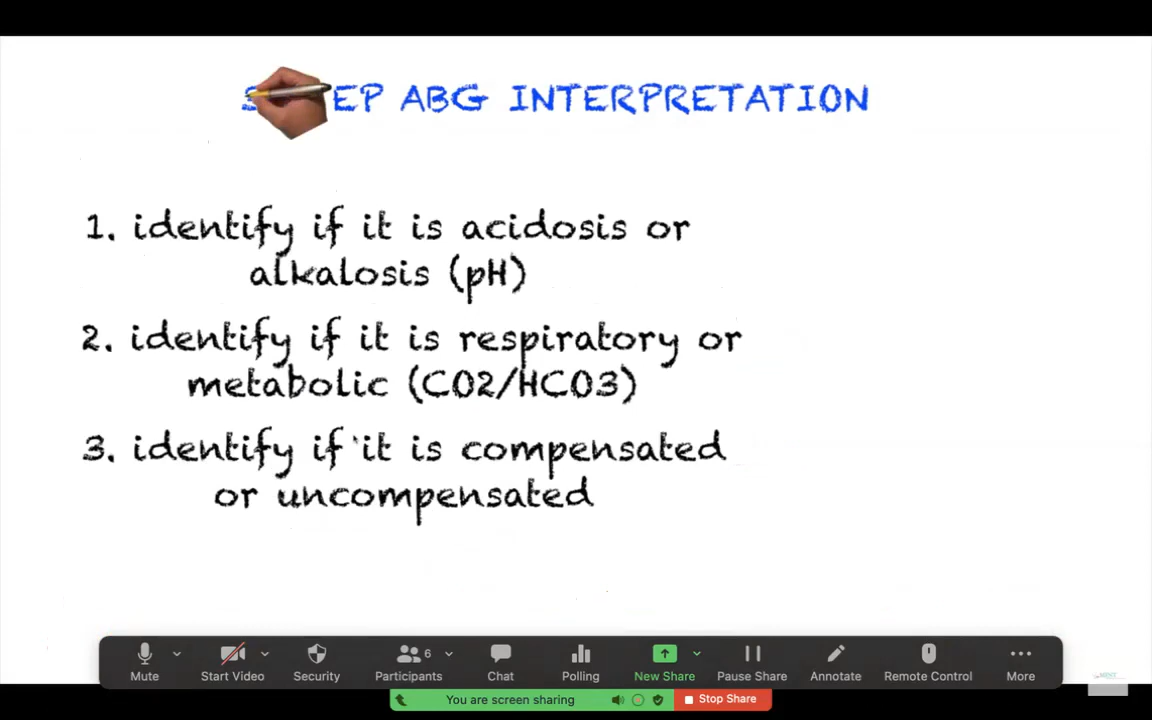 EP ABG INTERPRETATION
1. identify if it is acidosis or
alkalosis (pH)
2. identify if it is respiratory or
metabolic (CO2/HCO3)
3. identify if it is compensated
or uncompensated
6
Mute
Start Video
Security
Participants
Chat
Polling
New Share
Pause Share
Annotate
Remote Control
More
You are screen sharing
Stop Share